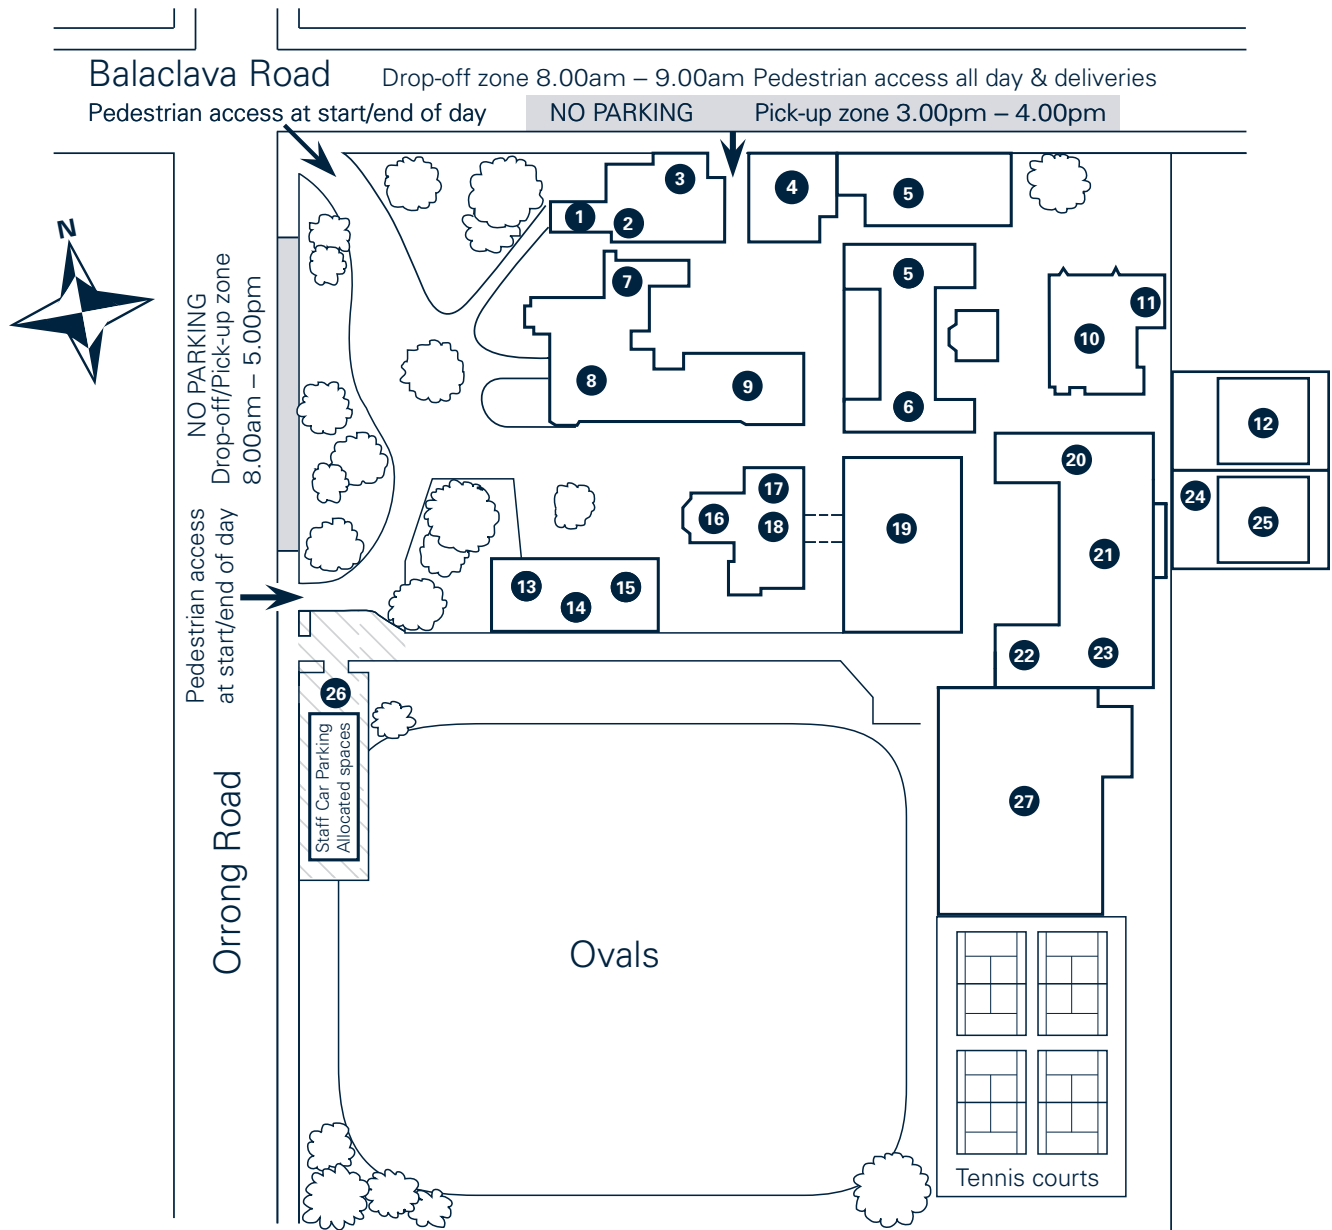 Balaclava Road
Drop-off zone 8.00am – 9.00am Pedestrian access all day & deliveries
Pedestrian access at start/end of day
NO PARKING
Pick-up zone 3.00pm – 4.00pm
N
NO PARKING
Drop-off/Pick-up zone
8.00am – 5.00pm
Pedestrian access
at start/end of day
Orrong Road
1
2
3
4
5
5
6
7
8
9
10
11
12
13
14
15
16
17
18
19
20
21
22
23
24
25
26
Staff Car Parking
Allocated spaces
27
Ovals
Tennis courts